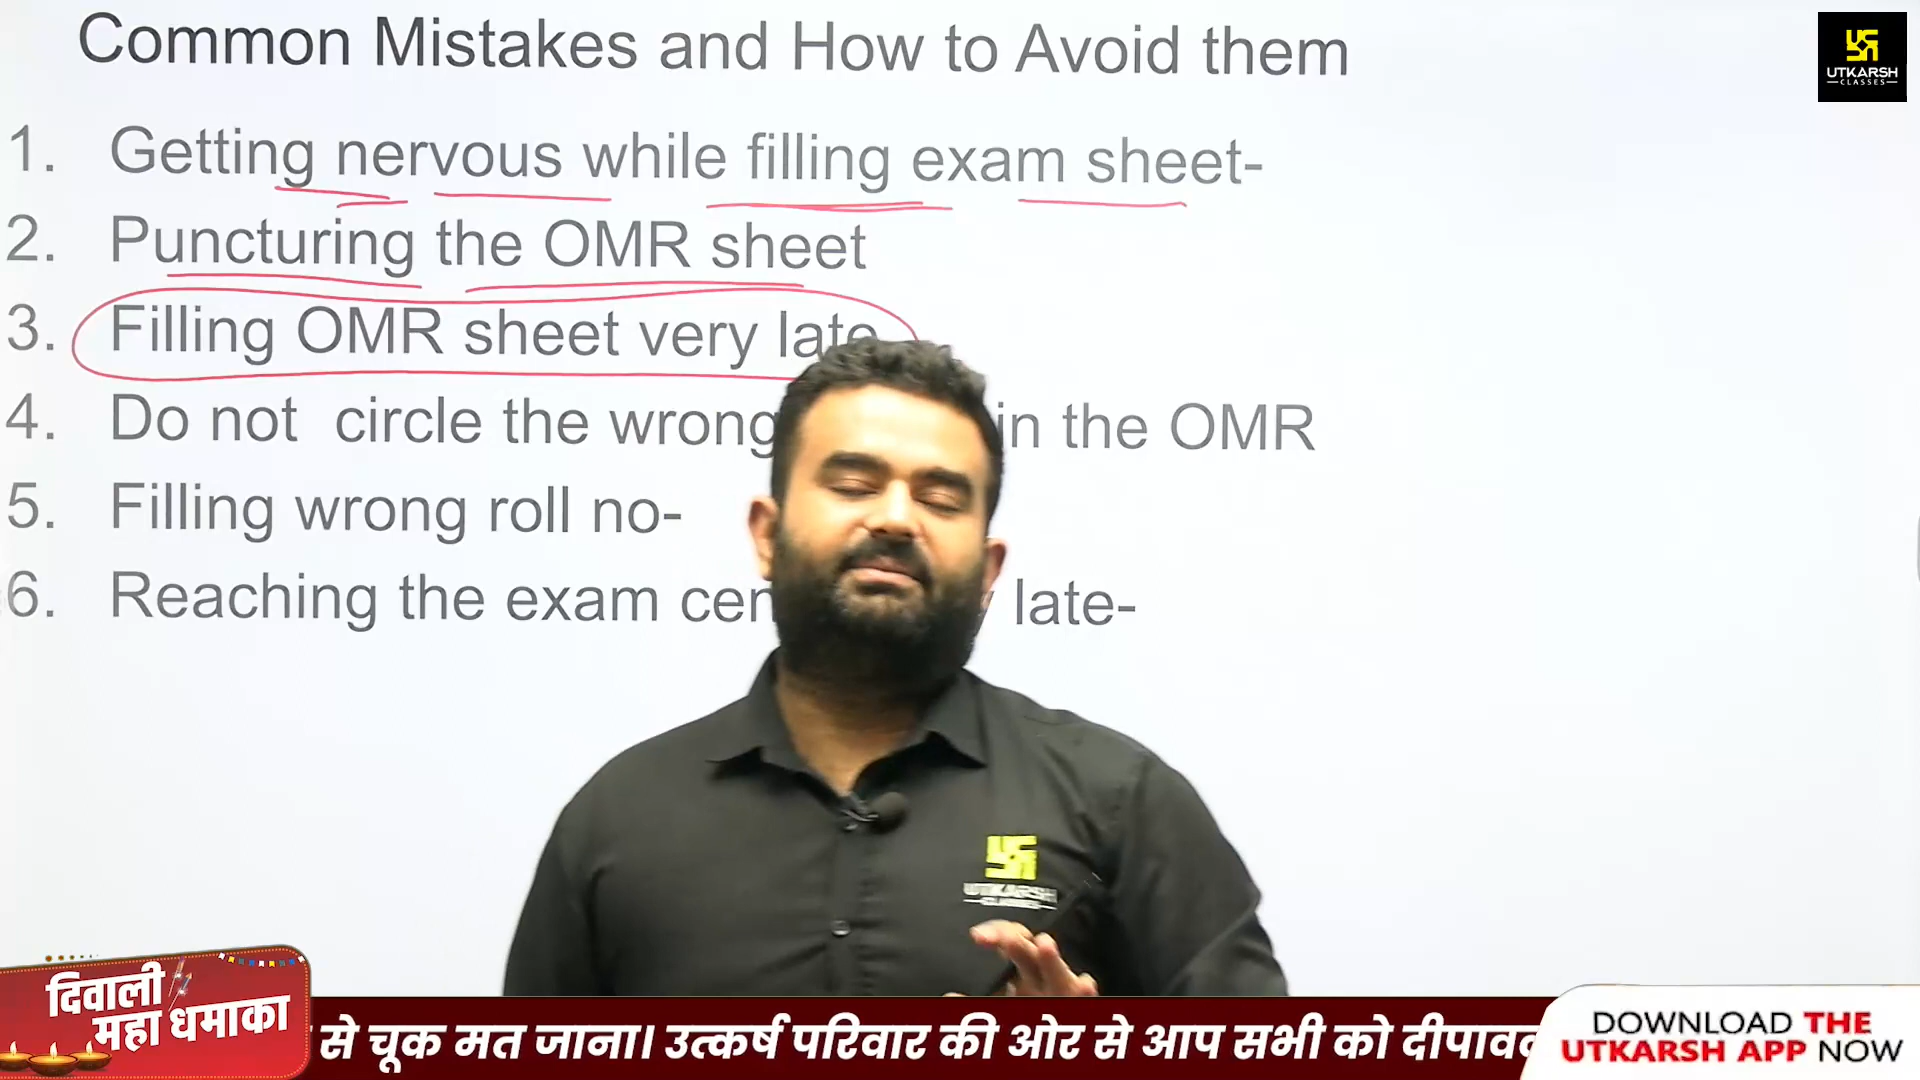 Common Mistakes and How to Avoid them
UTKARSH
CLASSES
1. Getting nervous while filling exam sheet-
2. Puncturing the OMR sheet
3. Filling OMR sheet very late
4. Do not circle the wrong in the OMR
5. Filling wrong roll no-
6. Reaching the exam late-
UTKARSH
CLASSES
दिवाली
महा धमाका
से चूक मत जाना। उत्कर्ष परिवार की ओर से आप सभी को
DOWNLOAD THE
UTKARSH APP NOW